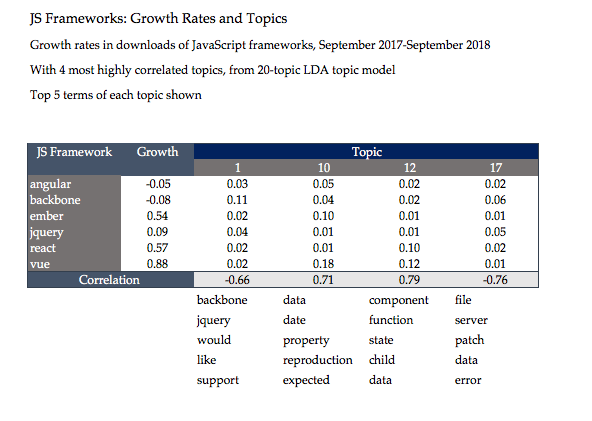 JS Frameworks: Growth Rates and Topics
Growth rates in downloads of JavaScript frameworks, September 2017-September 2018
With 4 most highly correlated topics, from 20-topic LDA topic model
Top 5 terms of each topic shown
JS Framework Growth Topic
1 10 12 17
angular -0.05 0.03 0.05 0.02 0.02
backbone -0.08 0.11 0.04 0.02 0.06
ember 0.54 0.02 0.10 0.01 0.01
jquery 0.09 0.04 0.01 0.01 0.05
react 0.57 0.04 0.01 0.10 0.02
vue 0.88 0.02 0.18 0.12 0.01
Correlation -0.66 0.71 0.79 -0.76
backbone data component file
jquery date function server
would property state patch
like reproduction child data
support expected data error